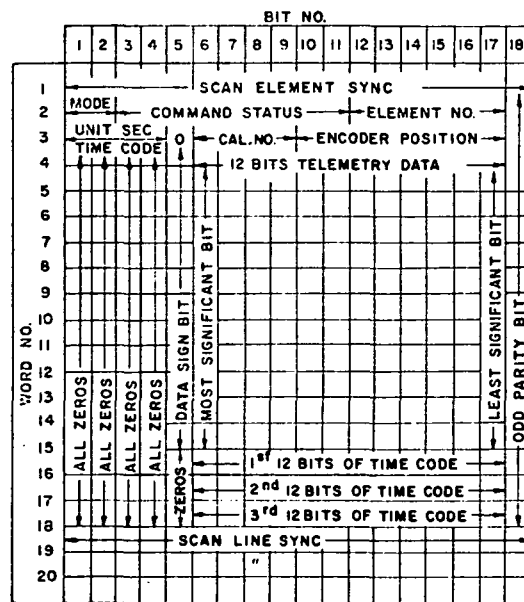 BIT NO.
1 2 3 4 5 6 7 8 9 10 11 12 13 14 15 16 17 18
WORD NO.
1 SCAN ELEMENT SYNC
2 MODE COMMAND STATUS ELEMENT NO.
3 UNIT SEC 0 CAL. NO. ENCODER POSITION
4 TIME CODE 12 BITS TELEMETRY DATA
5
6
7
8
9
10
11
12
13
14
15
ALL ZEROS
ALL ZEROS
ALL ZEROS
ALL ZEROS
DATA SIGN BIT
MOST SIGNIFICANT BIT
LEAST SIGNIFICANT BIT
ODD PARITY BIT
ZEROS
16 1st 12 BITS OF TIME CODE
17 2nd 12 BITS OF TIME CODE
18 3rd 12 BITS OF TIME CODE
SCAN LINE SYNC
19 "
20